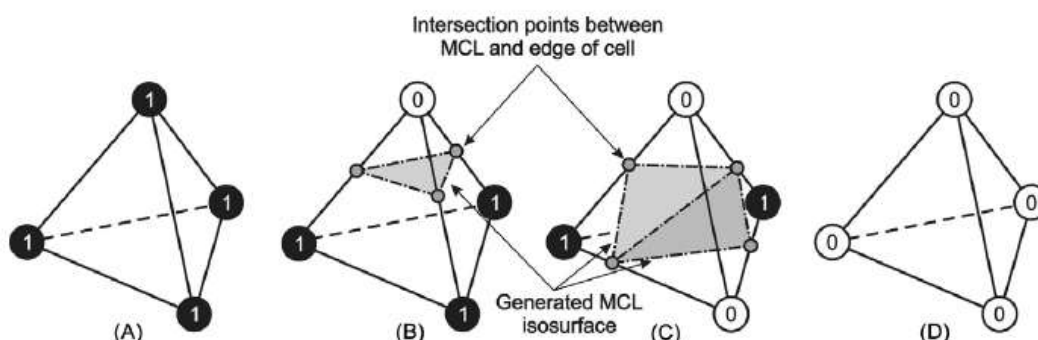 Intersection points between
MCL and edge of cell
1
0
0
0
1
1
1
0
1
1
1
0
1
1
0
0
Generated MCL
isosurface
(A)
(B)
(C)
(D)